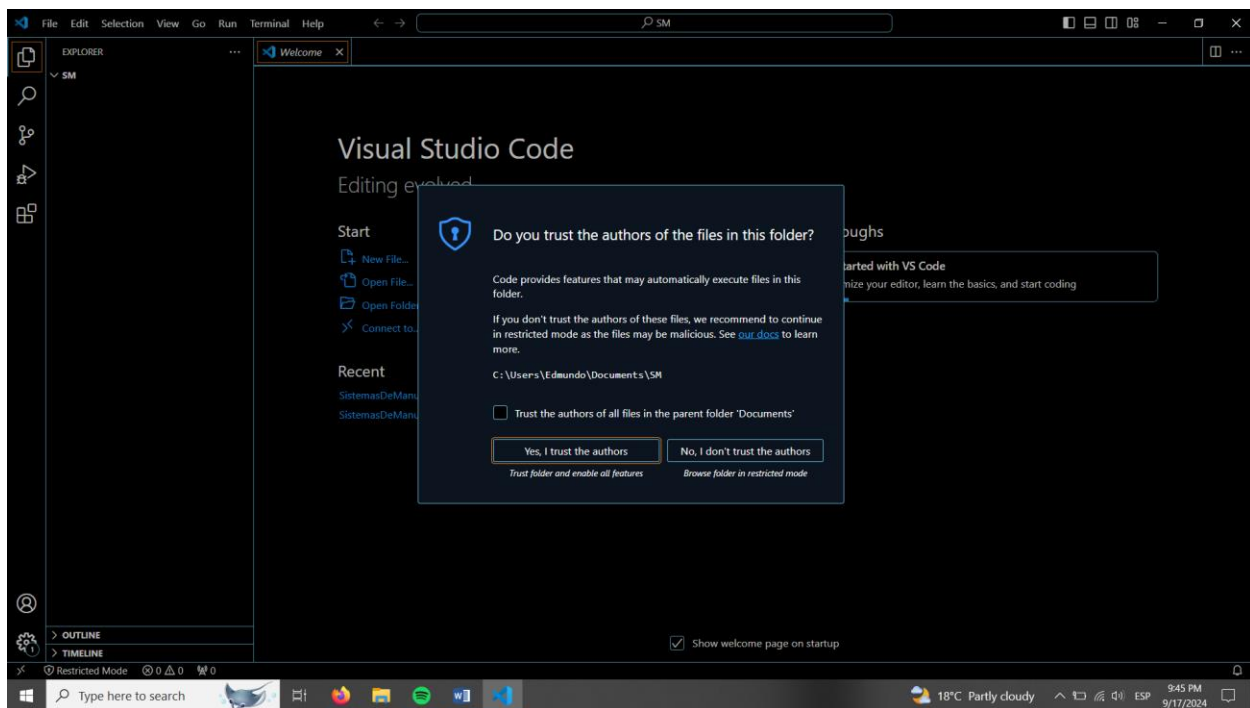 File Edit Selection View Go Run Terminal Help
SM
EXPLORER
Welcome
SM
Visual Studio Code
Editing evolved
Start
New File...
Open File...
Open Folder
Connect to...
Recent
SistemasDeManu
SistemasDeManu
oughs
tarted with VS Code
mize your editor, learn the basics, and start coding
Do you trust the authors of the files in this folder?
Code provides features that may automatically execute files in this
folder.
If you don't trust the authors of these files, we recommend to continue
in restricted mode as the files may be malicious. See our docs to learn
more.
C:\Users\Edmundo\Documents\SM
Trust the authors of all files in the parent folder 'Documents'
Yes, I trust the authors
No, I don't trust the authors
Trust folder and enable all features
Browse folder in restricted mode
Show welcome page on startup
OUTLINE
TIMELINE
1
Restricted Mode 0 0 0
Type here to search
18°C Partly cloudy
ESP
9:45 PM
9/17/2024